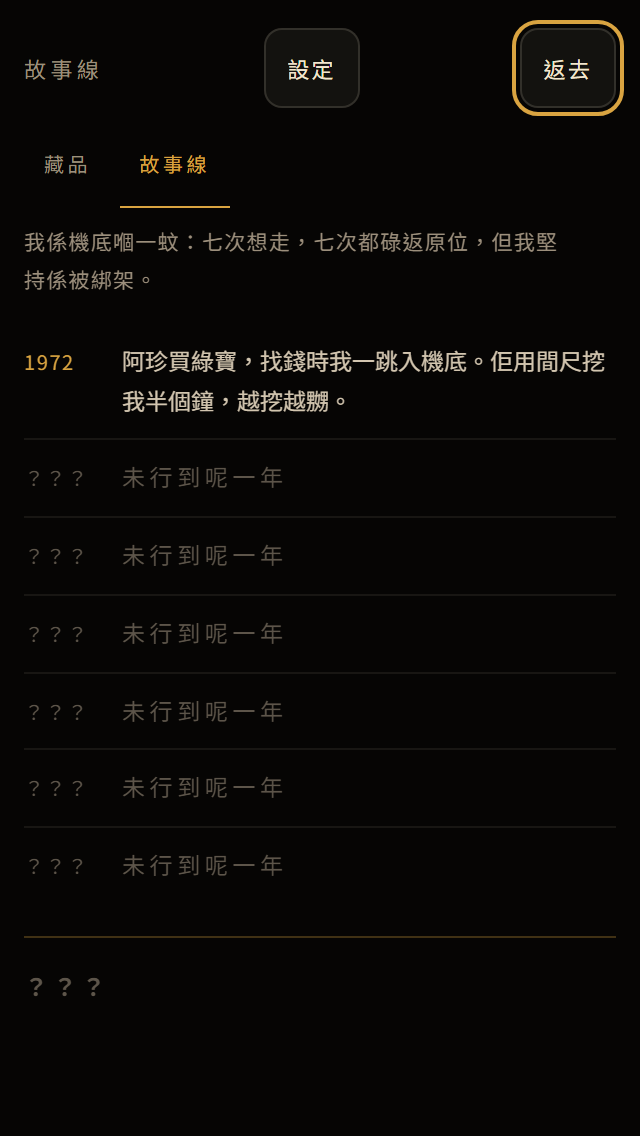 故事線
設定
返去
藏品
故事線
我係機底嗰一蚊：七次想走，七次都碌返原位，但我堅
持係被綁架。
1972
阿珍買綠寶，找錢時我一跳入機底。佢用間尺挖
我半個鐘，越挖越嬲。
？？？
未行到呢一年
？？？
未行到呢一年
？？？
未行到呢一年
？？？
未行到呢一年
？？？
未行到呢一年
？？？
未行到呢一年
？？？